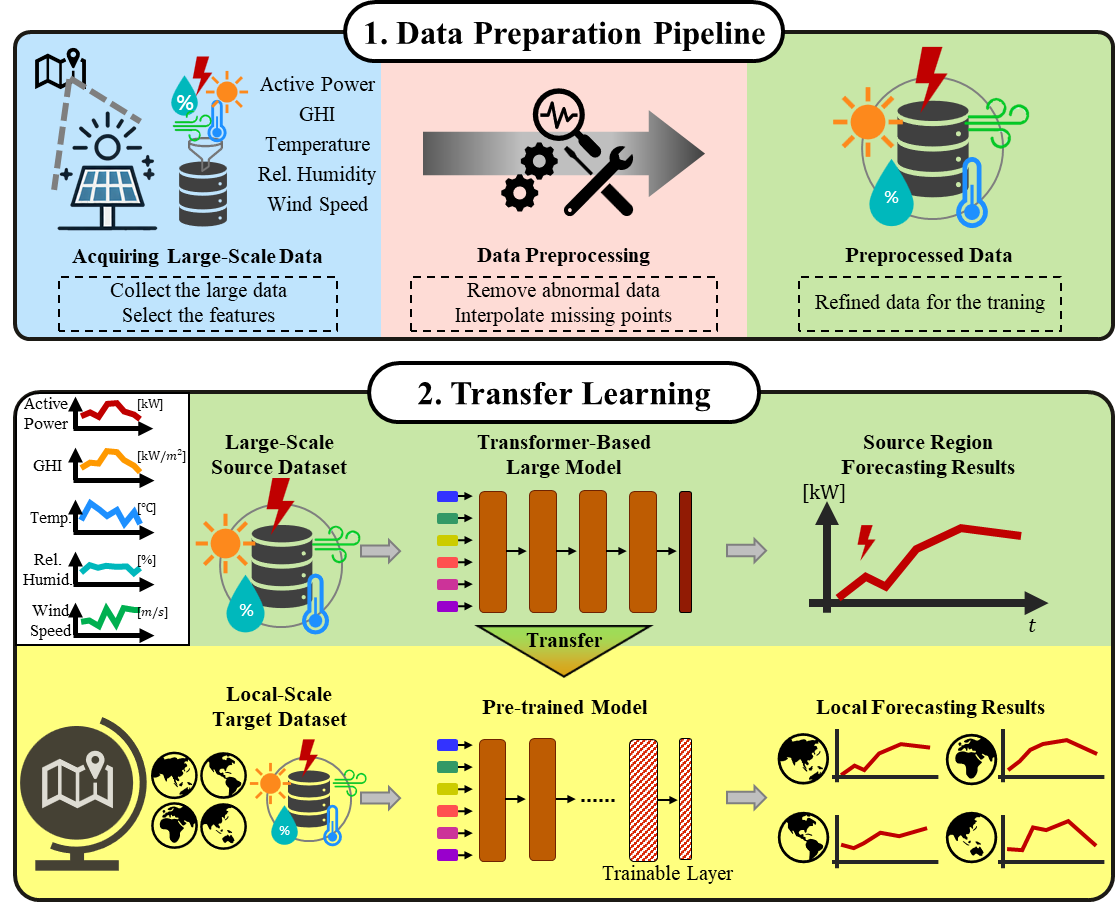 1. Data Preparation Pipeline
%
Active Power
GHI
Temperature
Rel. Humidity
Wind Speed
Acquiring Large-Scale Data
Collect the large data
Select the features
Data Preprocessing
Remove abnormal data
Interpolate missing points
%
Preprocessed Data
Refined data for the traning
2. Transfer Learning
Active
Power
[kW]
GHI
[kW/m²]
Temp.
[°C]
Rel.
Humid.
[%]
Wind
Speed
[m/s]
Large-Scale
Source Dataset
%
Transformer-Based
Large Model
Source Region
Forecasting Results
[kW]
t
Transfer
Local-Scale
Target Dataset
%
Pre-trained Model
......
Trainable Layer
Local Forecasting Results